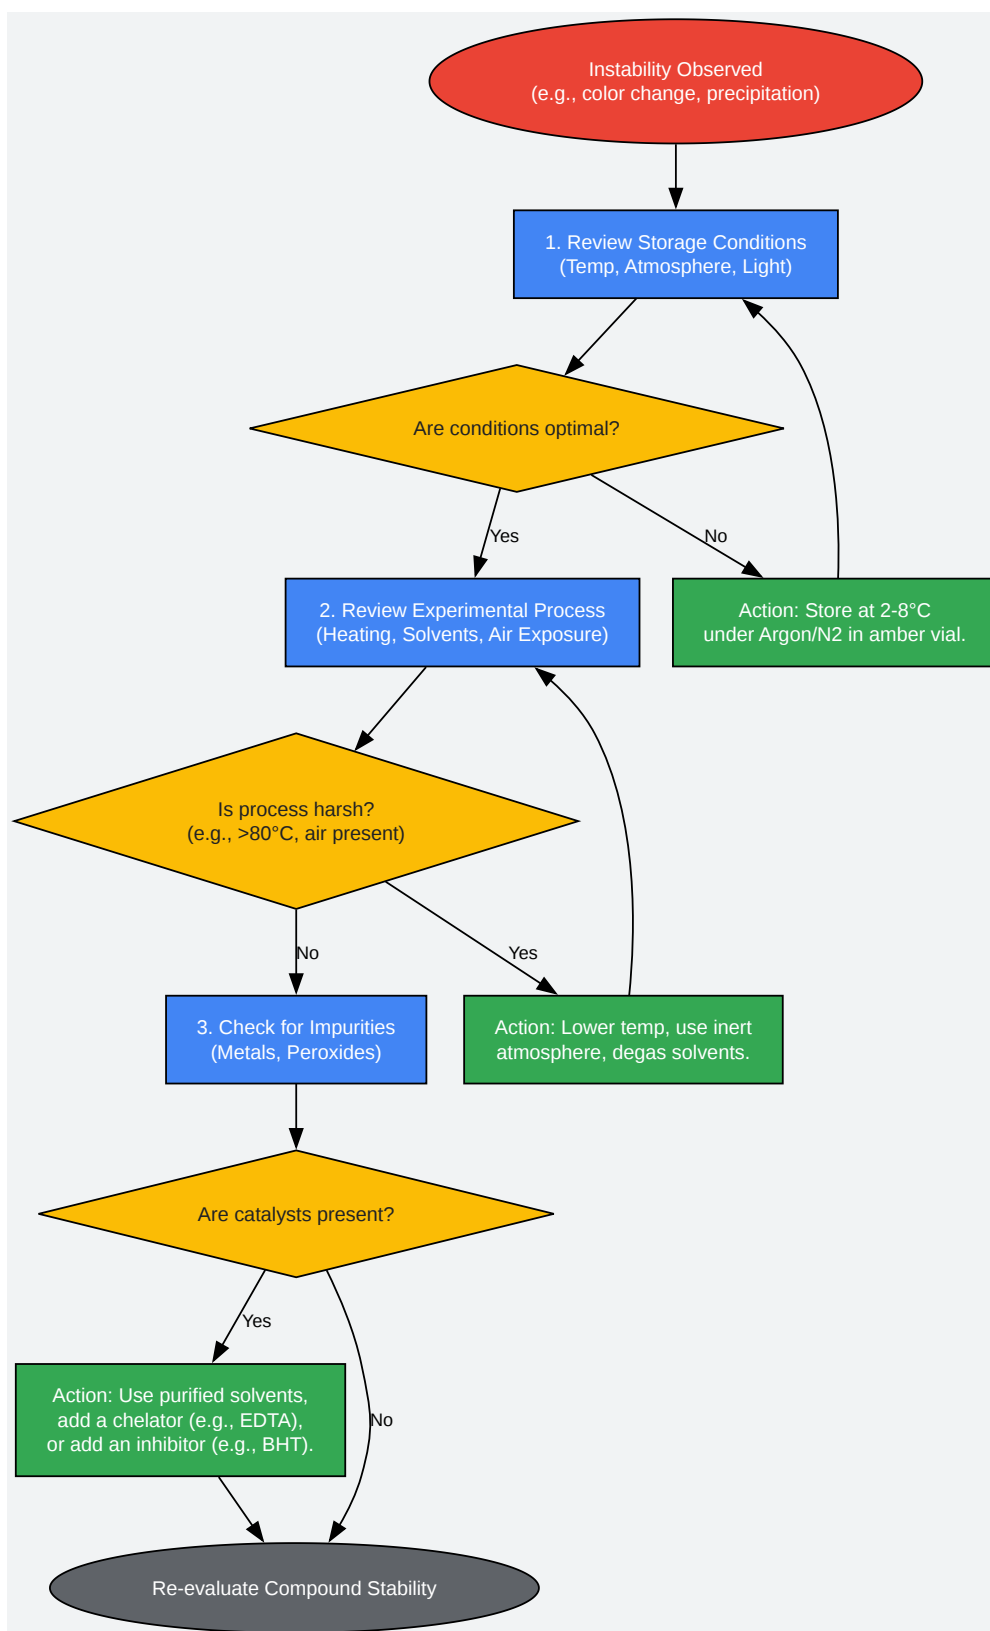 Instability Observed
(e.g., color change, precipitation)
1. Review Storage Conditions
(Temp, Atmosphere, Light)
Are conditions optimal?
Yes
No
2. Review Experimental Process
(Heating, Solvents, Air Exposure)
Action: Store at 2-8°C
under Argon/N2 in amber vial.
Is process harsh?
(e.g., >80°C, air present)
No
Yes
3. Check for Impurities
(Metals, Peroxides)
Action: Lower temp, use inert
atmosphere, degas solvents.
Are catalysts present?
Yes
Action: Use purified solvents,
add a chelator (e.g., EDTA),
or add an inhibitor (e.g., BHT).
No
Re-evaluate Compound Stability